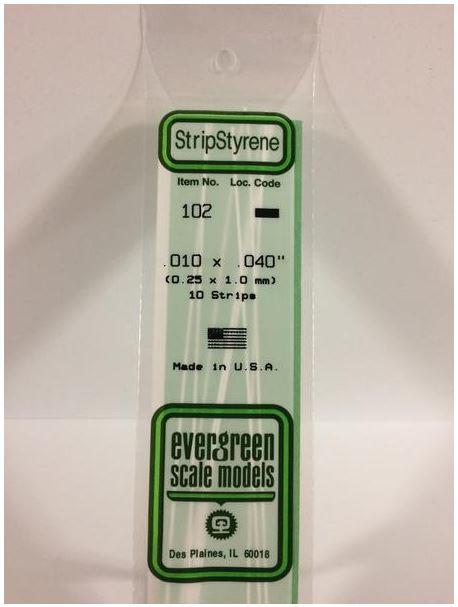 StripStyrene
Item No. Loc. Code
102
.010 x .040"
(0.25 x 1.0 mm)
10 Strips
Made in U.S.A.
evergreen
scale models
Des Plaines, IL 60018